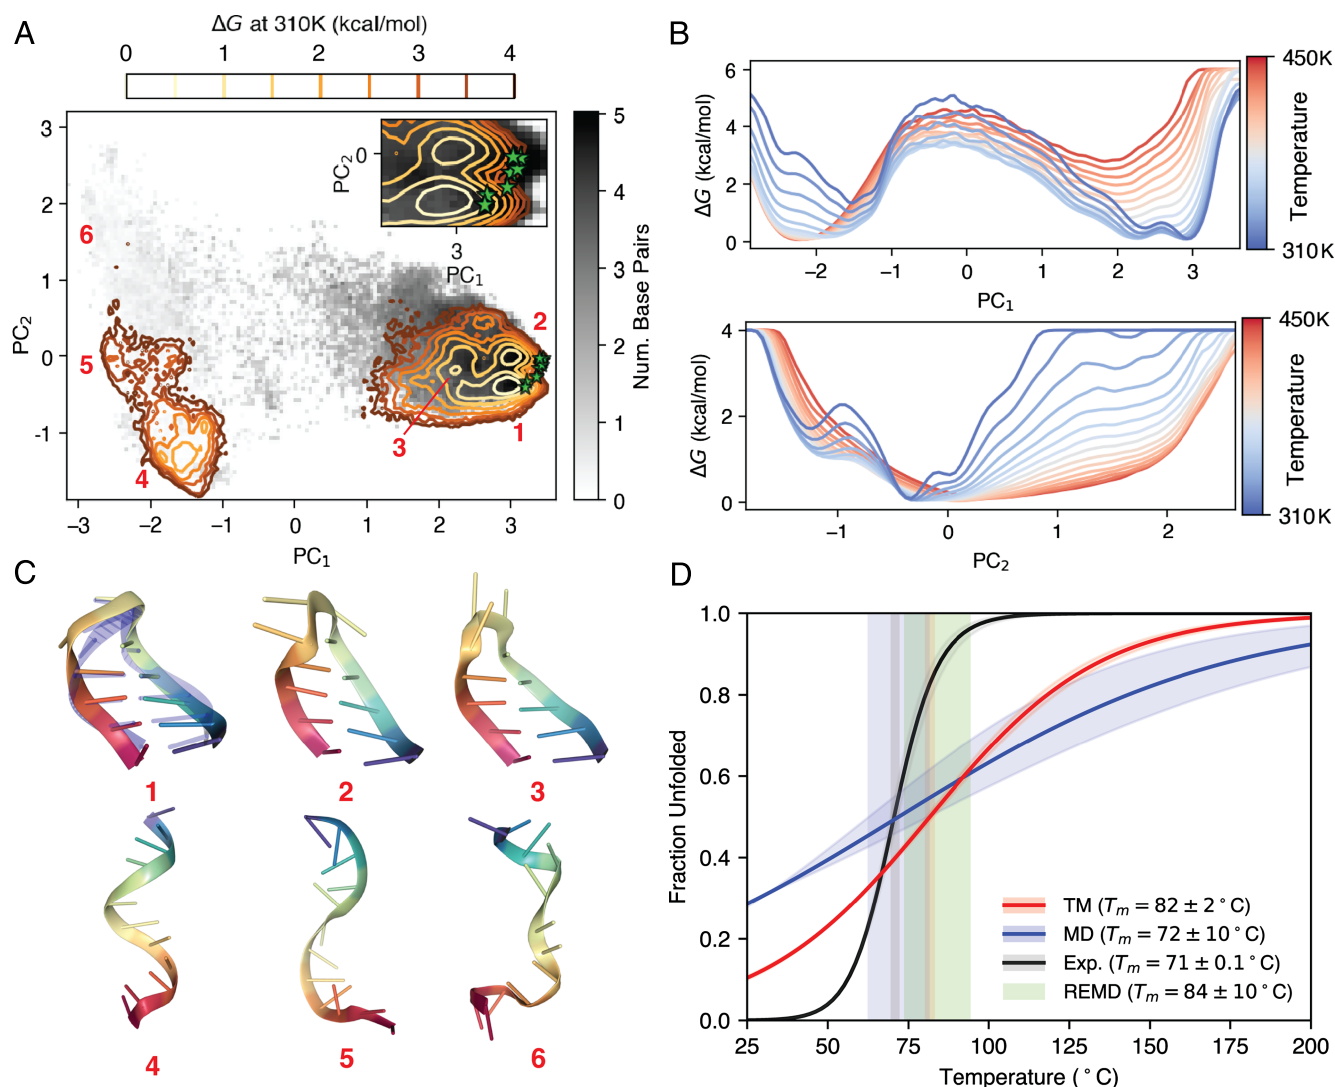 A
ΔG at 310K (kcal/mol)
0 1 2 3 4
3
2
1
0
-1
PC2
−3 −2 −1 0 1 2 3
PC1
6
5
4
3
2
1
PC2
0
3
PC1
5
4
3
2
1
0
Num. Base Pairs
B
6
4
2
0
ΔG (kcal/mol)
−2 −1 0 1 2 3
PC1
450K
Temperature
310K
4
2
0
ΔG (kcal/mol)
−1 0 1 2
PC2
450K
Temperature
310K
C
1 2 3
4 5 6
D
1.0
0.8
0.6
0.4
0.2
0.0
Fraction Unfolded
25 50 75 100 125 150 175 200
Temperature (°C)
TM (Tm = 82 ± 2°C)
MD (Tm = 72 ± 10°C)
Exp. (Tm = 71 ± 0.1°C)
REMD (Tm = 84 ± 10°C)